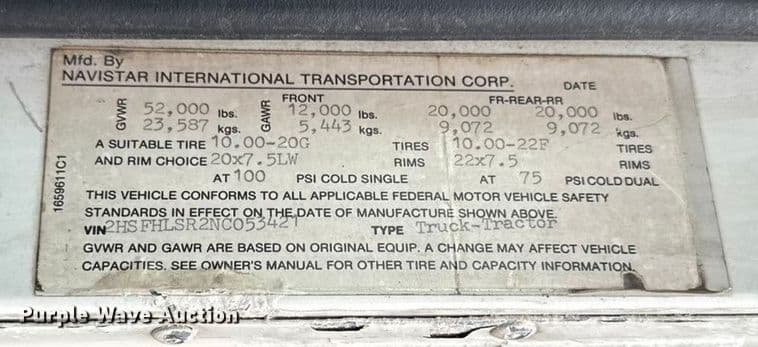 Mfd. By
NAVISTAR INTERNATIONAL TRANSPORTATION CORP. DATE
FRONT FR-REAR-RR
GVWR 52,000 lbs. GAWR 12,000 lbs. 20,000 20,000 lbs.
23,587 kgs. 5,443 kgs. 9,072 9,072 kgs.
A SUITABLE TIRE 10.00-20G TIRES 10.00-22F TIRES
AND RIM CHOICE 20x7.5LW RIMS 22x7.5 RIMS
AT 100 PSI COLD SINGLE AT 75 PSI COLD DUAL
THIS VEHICLE CONFORMS TO ALL APPLICABLE FEDERAL MOTOR VEHICLE SAFETY
STANDARDS IN EFFECT ON THE DATE OF MANUFACTURE SHOWN ABOVE.
VIN 2HSFHLSR2NC053421 TYPE Truck-Tractor
GVWR AND GAWR ARE BASED ON ORIGINAL EQUIP. A CHANGE MAY AFFECT VEHICLE
CAPACITIES. SEE OWNER'S MANUAL FOR OTHER TIRE AND CAPACITY INFORMATION.
1659611C1
Purple Wave Auction